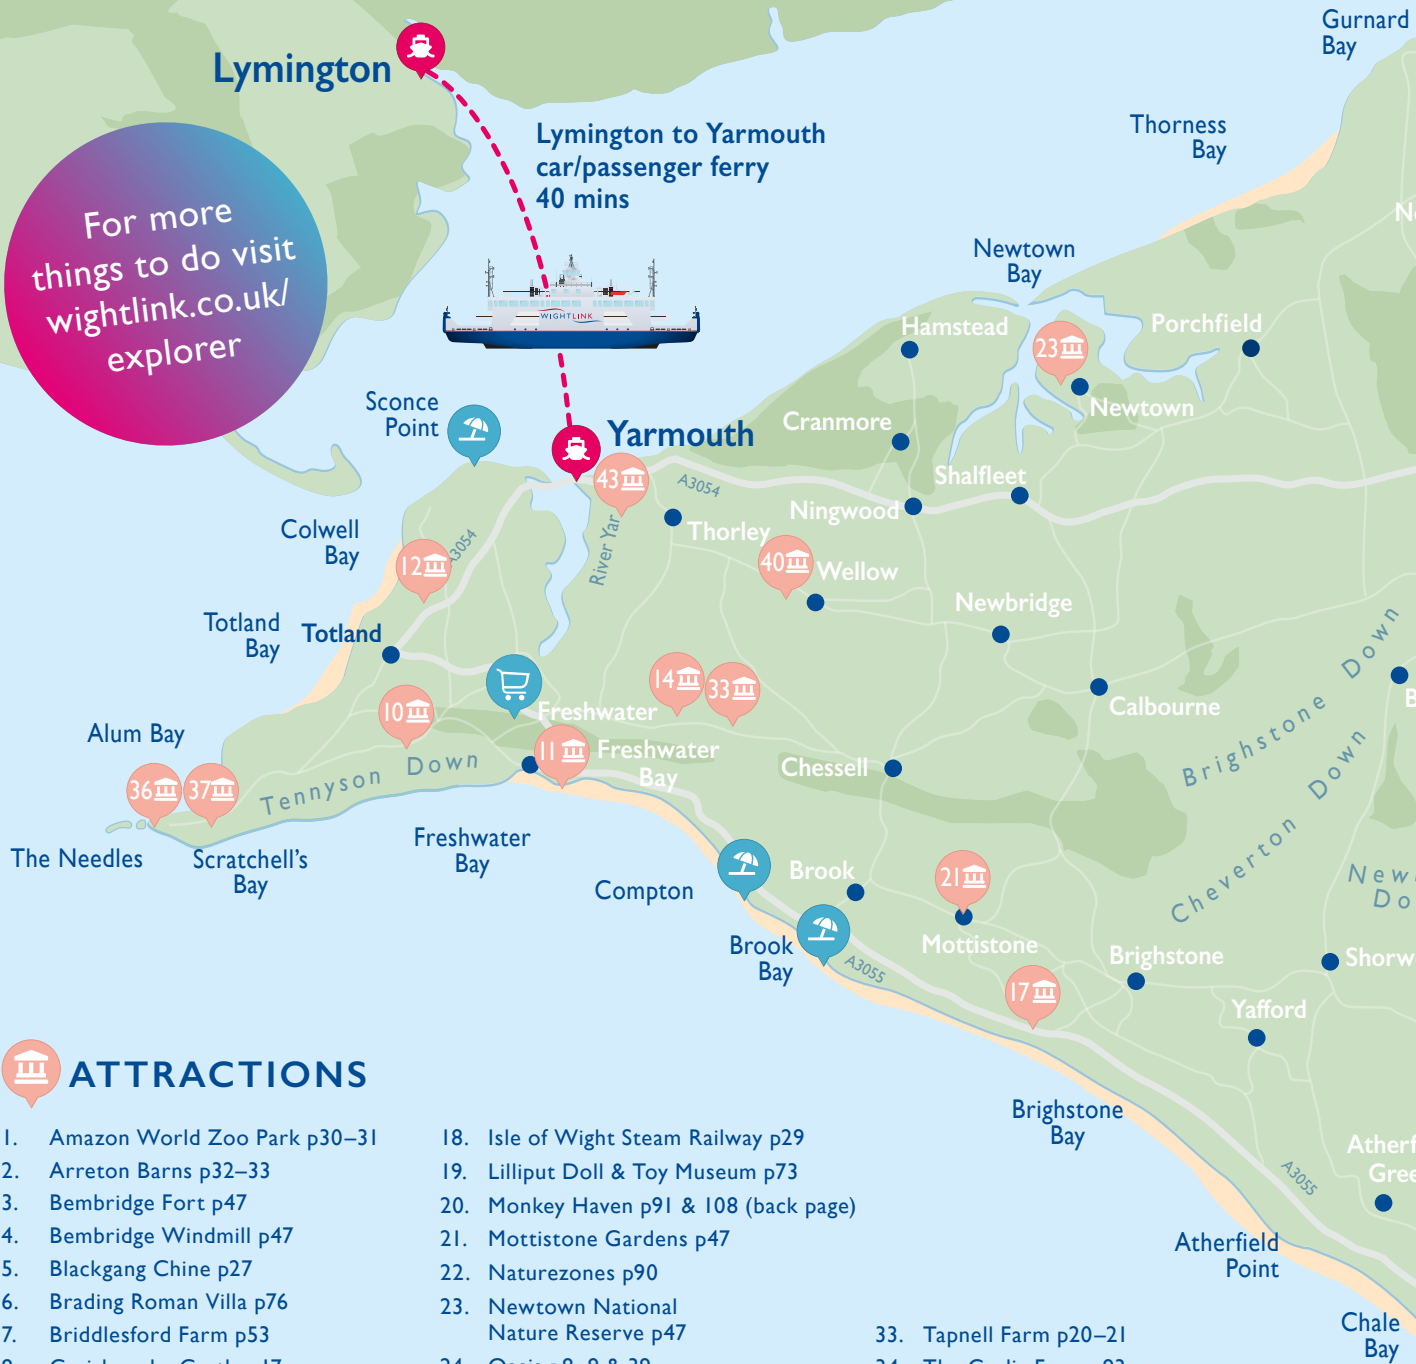 Gurnard
Bay
Lymington
Lymington to Yarmouth
car/passenger ferry
40 mins
Thorness
Bay
For more
things to do visit
wightlink.co.uk/
explorer
Newtown
Bay
WIGHTLINK
Hamstead
23
Porchfield
Newtown
Sconce
Point
Yarmouth
Cranmore
43
A3054
Shalfleet
Ningwood
Thorley
River Yar
Colwell
Bay
12
A3054
40
Wellow
Newbridge
Totland
Bay
Totland
14
33
Calbourne
Brighstone Down
10
Freshwater
Alum Bay
11
Freshwater
Bay
Chessell
Tennyson Down
36
37
Cheverton Down
The Needles
Scratchell's
Bay
Freshwater
Bay
Compton
Brook
21
Mottistone
Brook
Bay
A3055
Brighstone
17
Yafford
Brighstone
Bay
A3055
Atherfield
Point
Chale
Bay
ATTRACTIONS
1. Amazon World Zoo Park p30–31
2. Arreton Barns p32–33
3. Bembridge Fort p47
4. Bembridge Windmill p47
5. Blackgang Chine p27
6. Brading Roman Villa p76
7. Briddlesford Farm p53
18. Isle of Wight Steam Railway p29
19. Lilliput Doll & Toy Museum p73
20. Monkey Haven p91 & 108 (back page)
21. Mottistone Gardens p47
22. Naturezones p90
23. Newtown National
Nature Reserve p47
33. Tapnell Farm p20–21